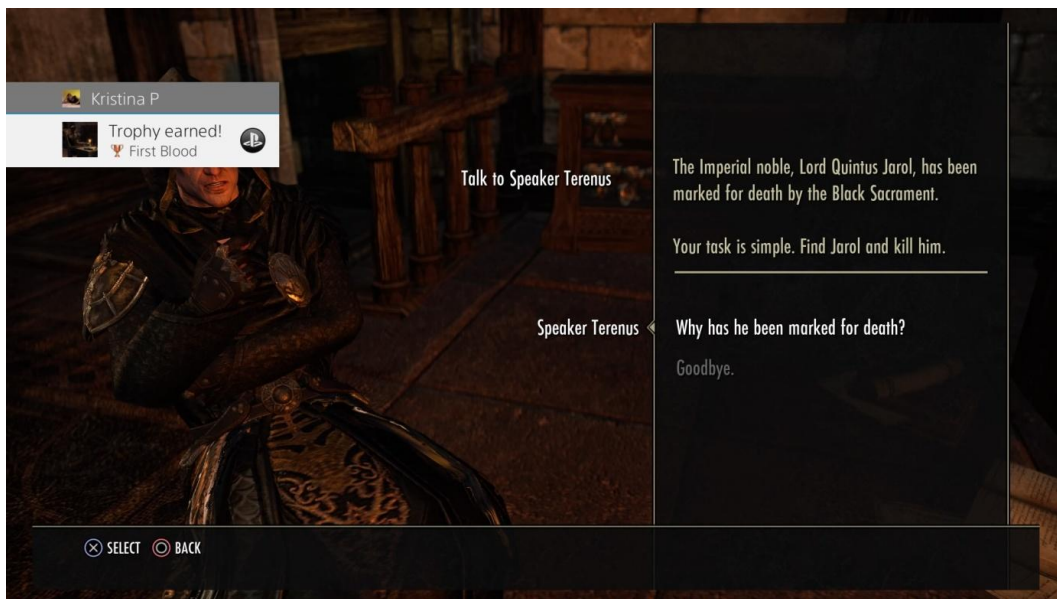 Kristina P
Trophy earned!
First Blood
Talk to Speaker Terenus
The Imperial noble, Lord Quintus Jarol, has been
marked for death by the Black Sacrament.
Your task is simple. Find Jarol and kill him.
Speaker Terenus
Why has he been marked for death?
Goodbye.
SELECT
BACK